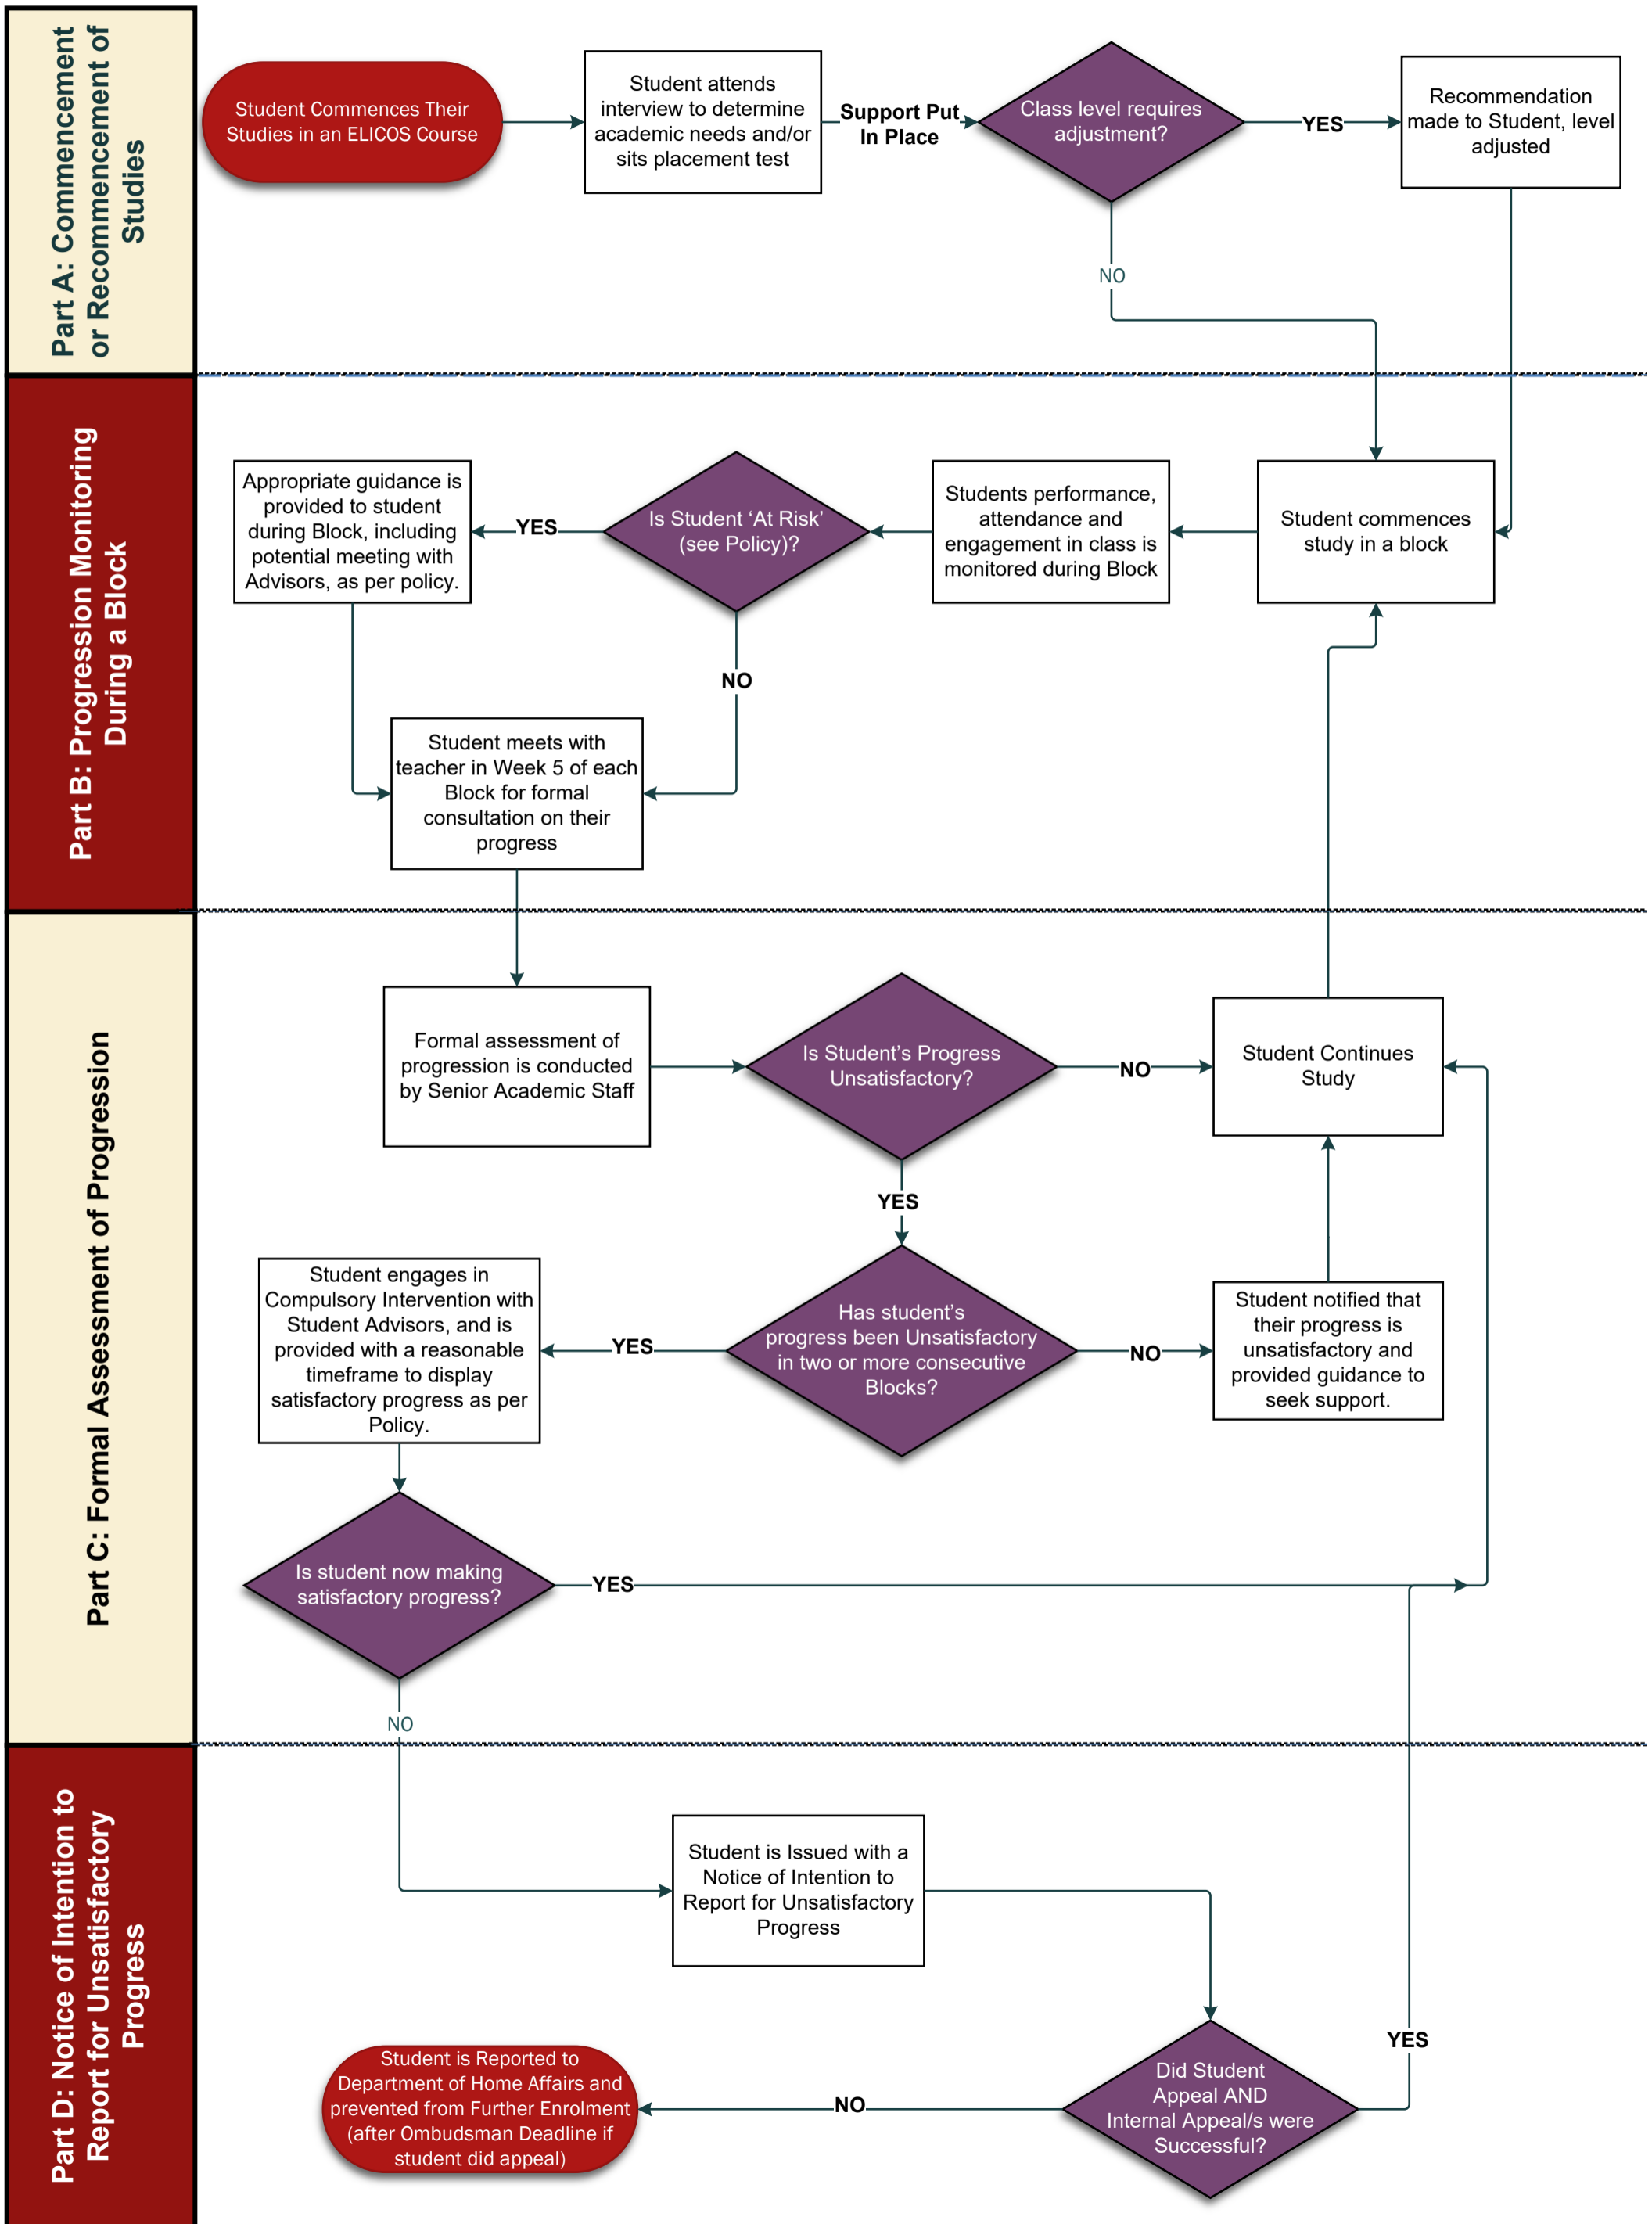 Part A: Commencement
or Recommencement of
Studies
Student Commences Their
Studies in an ELICOS Course
Student attends
interview to determine
academic needs and/or
sits placement test
Support Put
In Place
Class level requires
adjustment?
YES
Recommendation
made to Student, level
adjusted
NO
Part B: Progression Monitoring
During a Block
Appropriate guidance is
provided to student
during Block, including
potential meeting with
Advisors, as per policy.
YES
Is Student ‘At Risk’
(see Policy)?
Students performance,
attendance and
engagement in class is
monitored during Block
Student commences
study in a block
NO
Student meets with
teacher in Week 5 of each
Block for formal
consultation on their
progress
Part C: Formal Assessment of Progression
Formal assessment of
progression is conducted
by Senior Academic Staff
Is Student’s Progress
Unsatisfactory?
NO
Student Continues
Study
YES
Student engages in
Compulsory Intervention with
Student Advisors, and is
provided with a reasonable
timeframe to display
satisfactory progress as per
Policy.
YES
Has student’s
progress been Unsatisfactory
in two or more consecutive
Blocks?
NO
Student notified that
their progress is
unsatisfactory and
provided guidance to
seek support.
Is student now making
satisfactory progress?
YES
NO
Part D: Notice of Intention to
Report for Unsatisfactory
Progress
Student is Issued with a
Notice of Intention to
Report for Unsatisfactory
Progress
YES
Did Student
Appeal AND
Internal Appeal/s were
Successful?
NO
Student is Reported to
Department of Home Affairs and
prevented from Further Enrolment
(after Ombudsman Deadline if
student did appeal)